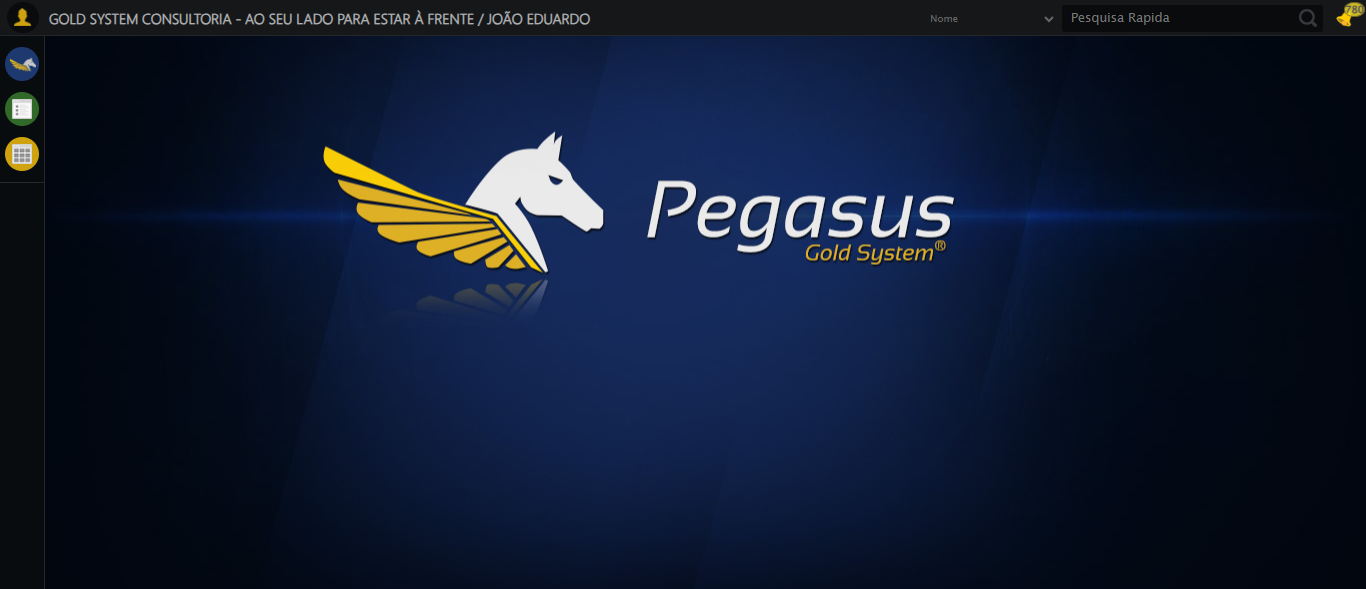 GOLD SYSTEM CONSULTORIA - AO SEU LADO PARA ESTAR À FRENTE / JOÃO EDUARDO
Nome
Pesquisa Rapida
780
Pegasus
Gold System®